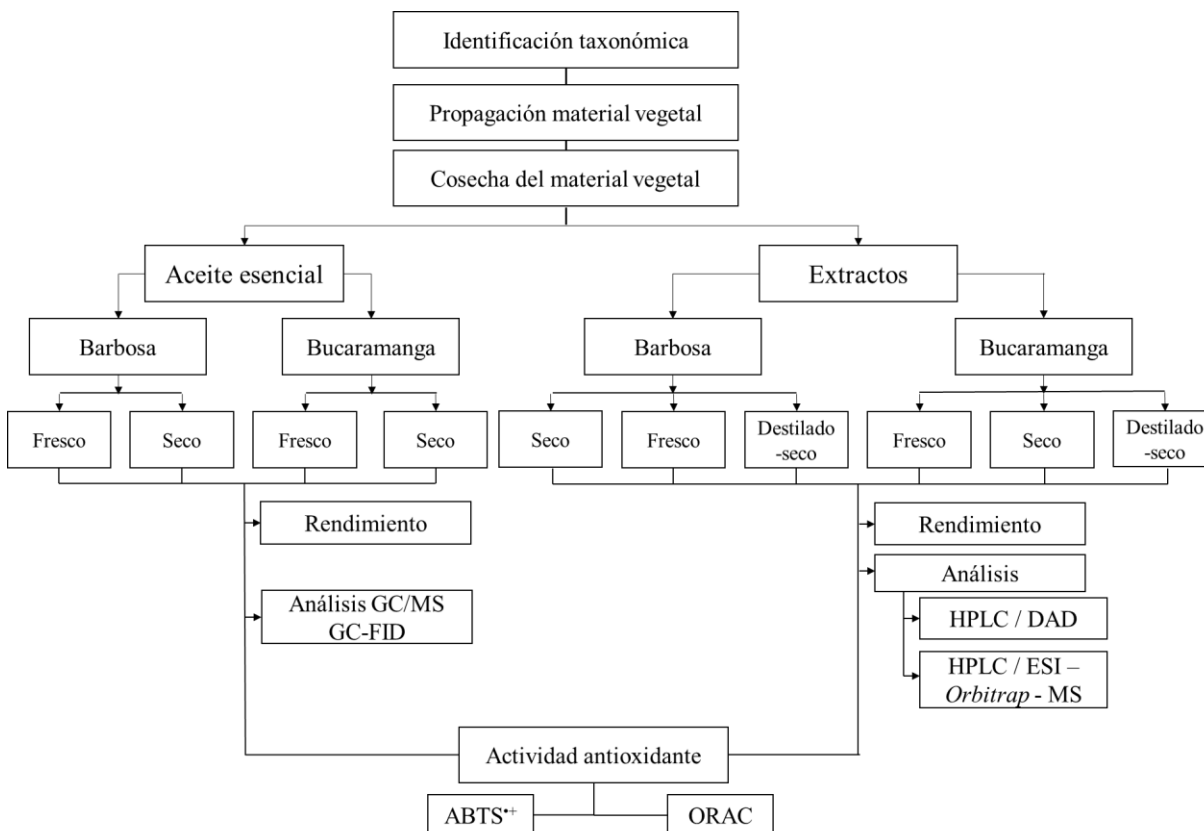 Identificación taxonómica
Propagación material vegetal
Cosecha del material vegetal
Aceite esencial
Extractos
Barbosa
Bucaramanga
Barbosa
Bucaramanga
Fresco
Seco
Fresco
Seco
Seco
Fresco
Destilado
-seco
Fresco
Seco
Destilado
-seco
Rendimiento
Análisis GC/MS
GC-FID
Rendimiento
Análisis
HPLC / DAD
HPLC / ESI –
Orbitrap - MS
Actividad antioxidante
ABTS•+
ORAC